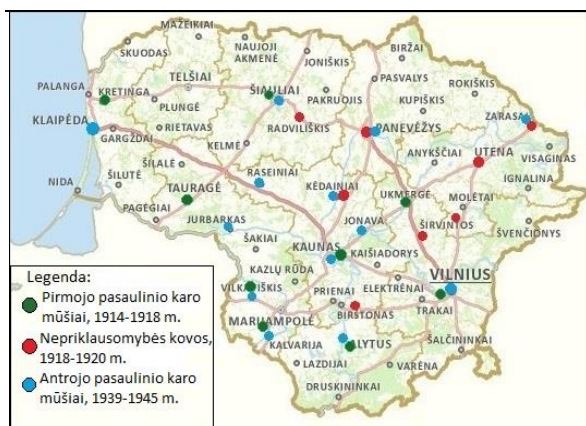 MAŽEIKIAI
SKUODAS
NAUJOJI
AKMENĖ
JONIŠKIS
BIRŽAI
PASVALYS
ROKIŠKIS
PALANGA
KRETINGA
TELŠIAI
PLUNGĖ
ŠIAULIAI
PAKRUOJIS
KUPIŠKIS
ZARASAI
KLAIPĖDA
GARGŽDAI
RIETAVAS
RADVILIŠKIS
PANEVĖŽYS
KELMĖ
ANYKŠČIAI
UTENA
VISAGINAS
ŠILALĖ
RASEINIAI
IGNALINA
NIDA
ŠILUTĖ
TAURAGĖ
KĖDAINIAI
UKMERGĖ
MOLĖTAI
PAGĖGIAI
JURBARKAS
JONAVA
ŠIRVINTOS
ŠVENČIONYS
ŠAKIAI
KAUNAS
KAIŠIADORYS
KAZLŲ RŪDA
VILNIUS
VILKAVIŠKIS
PRIENAI
ELEKTRĖNAI
BIRŠTONAS
TRAKAI
MARIJAMPOLĖ
KALVARIJA
ALYTUS
ŠALČININKAI
LAZDIJAI
VARĖNA
DRUSKININKAI
Legenda:
Pirmojo pasaulinio karo
mūšiai, 1914-1918 m.
Nepriklausomybės kovos,
1918-1920 m.
Antrojo pasaulinio karo
mūšiai, 1939-1945 m.